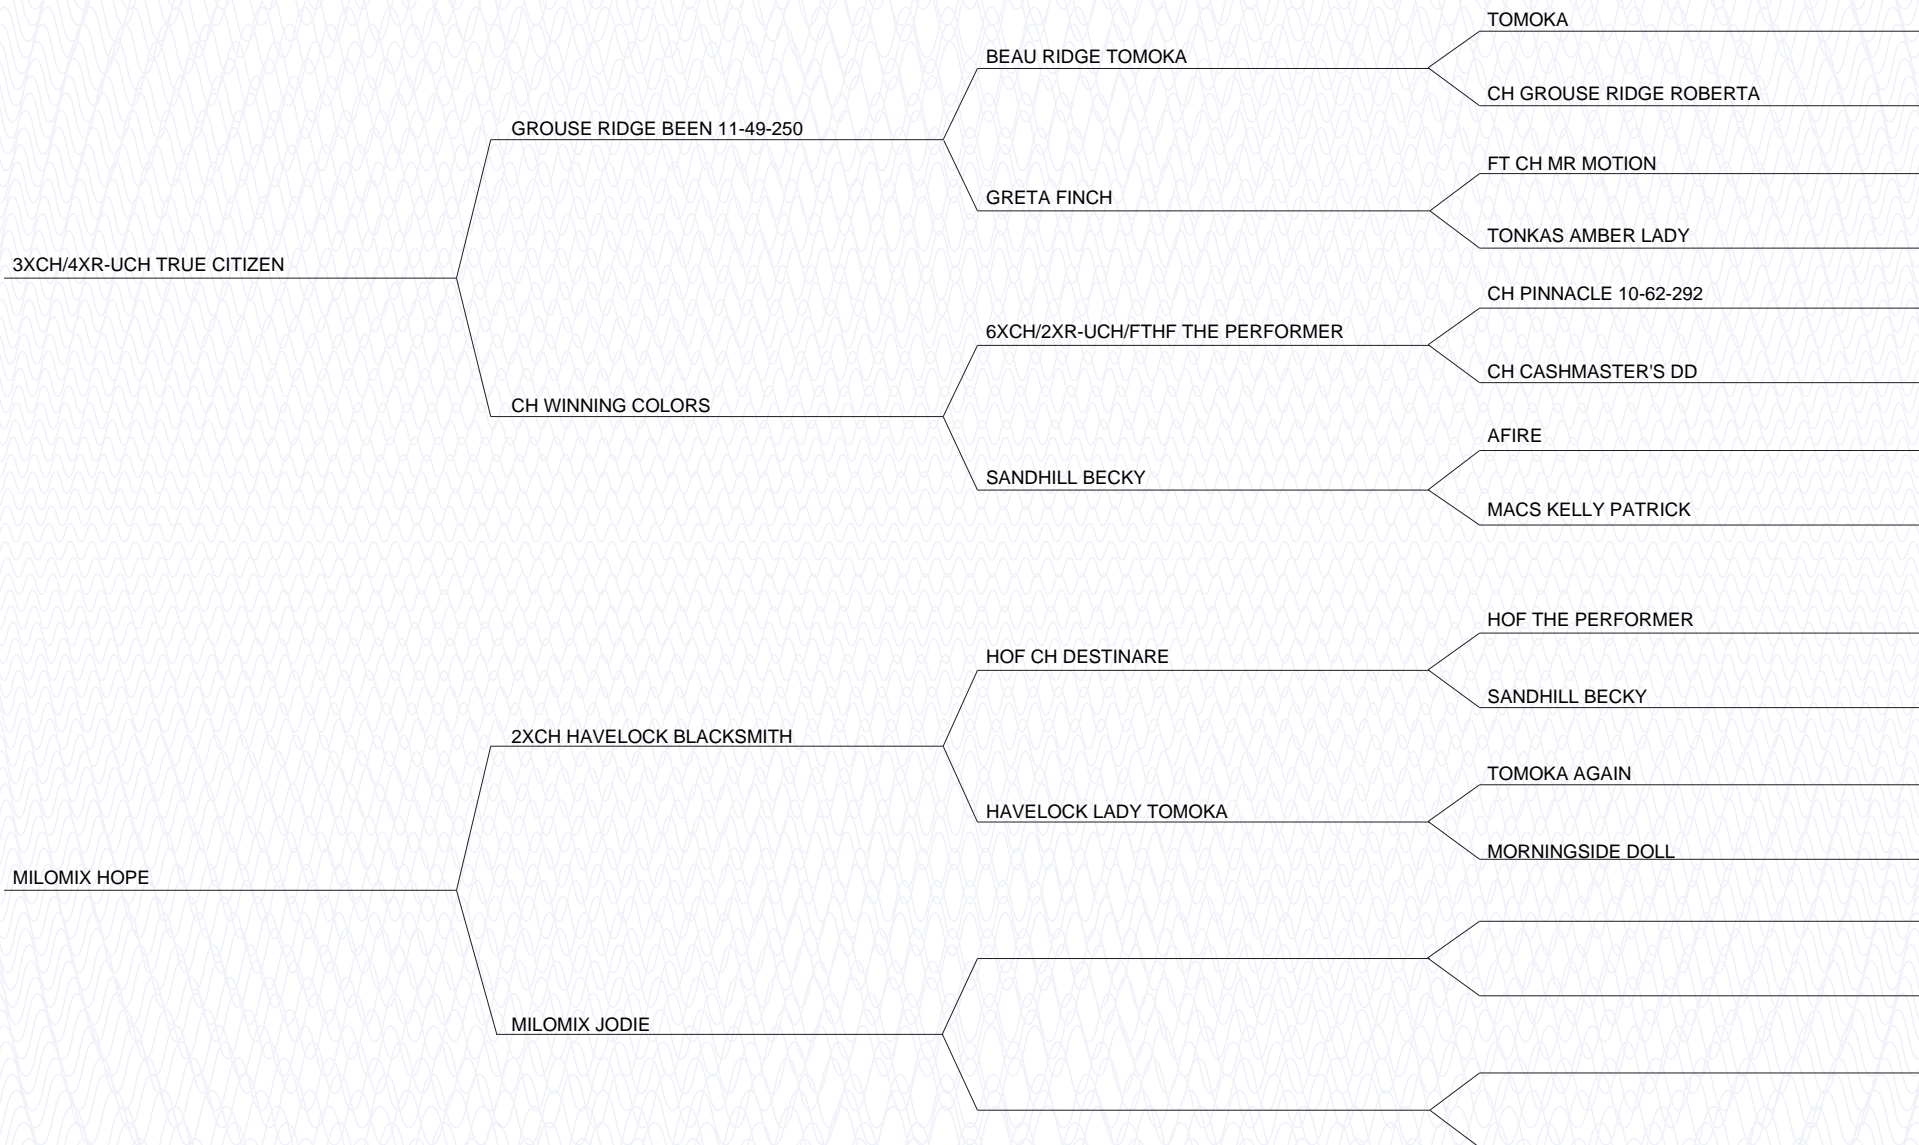 TOMOKA
BEAU RIDGE TOMOKA
CH GROUSE RIDGE ROBERTA
GROUSE RIDGE BEEN 11-49-250
FT CH MR MOTION
GRETA FINCH
TONKAS AMBER LADY
3XCH/4XR-UCH TRUE CITIZEN
CH PINNACLE 10-62-292
6XCH/2XR-UCH/FTHF THE PERFORMER
CH CASHMASTER'S DD
CH WINNING COLORS
AFIRE
SANDHILL BECKY
MACS KELLY PATRICK
HOF THE PERFORMER
HOF CH DESTINARE
SANDHILL BECKY
2XCH HAVELOCK BLACKSMITH
TOMOKA AGAIN
HAVELOCK LADY TOMOKA
MORNINGSIDE DOLL
MILOMIX HOPE
MILOMIX JODIE